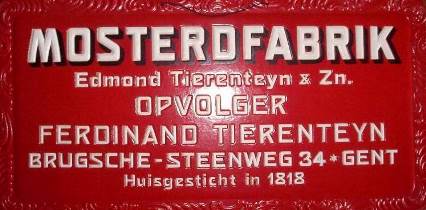 MOSTERDFABRIK
Edmond Tierenteyn & Zn.
OPVOLGER
FERDINAND TIERENTEYN
BRUGSCHE-STEENWEG 34*GENT
Huisgesticht in 1818